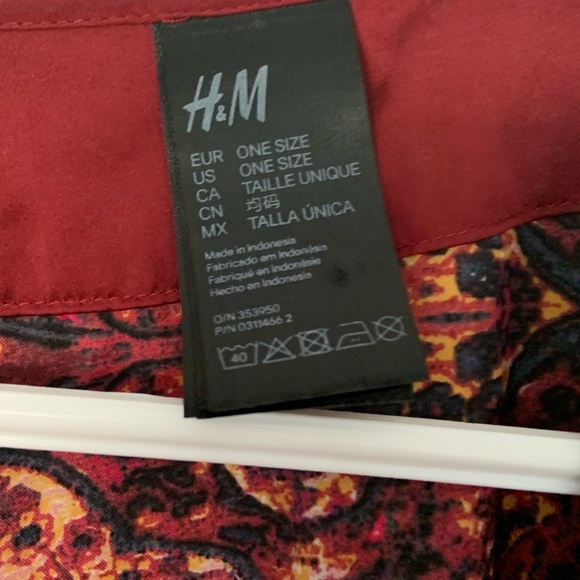 H&M
EUR ONE SIZE
US ONE SIZE
CA TAILLE UNIQUE
CN 均码
MX TALLA ÚNICA
Made in Indonesia
Fabricado em Indonésia
Fabriqué en Indonésie
Hecho en Indonesia
O/N 353950
P/N 0311466 2
40